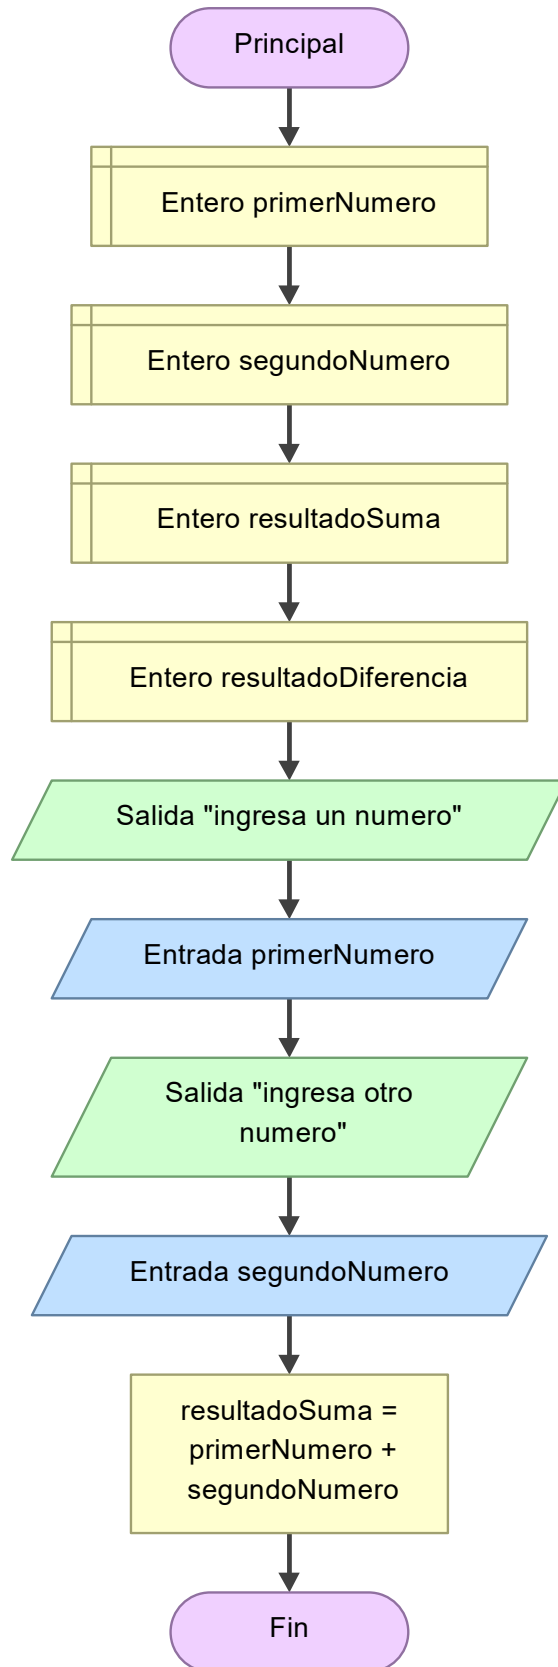 Principal
Entero primerNumero
Entero segundoNumero
Entero resultadoSuma
Entero resultadoDiferencia
Salida "ingresa un numero"
Entrada primerNumero
Salida "ingresa otro
numero"
Entrada segundoNumero
resultadoSuma =
primerNumero +
segundoNumero
Fin